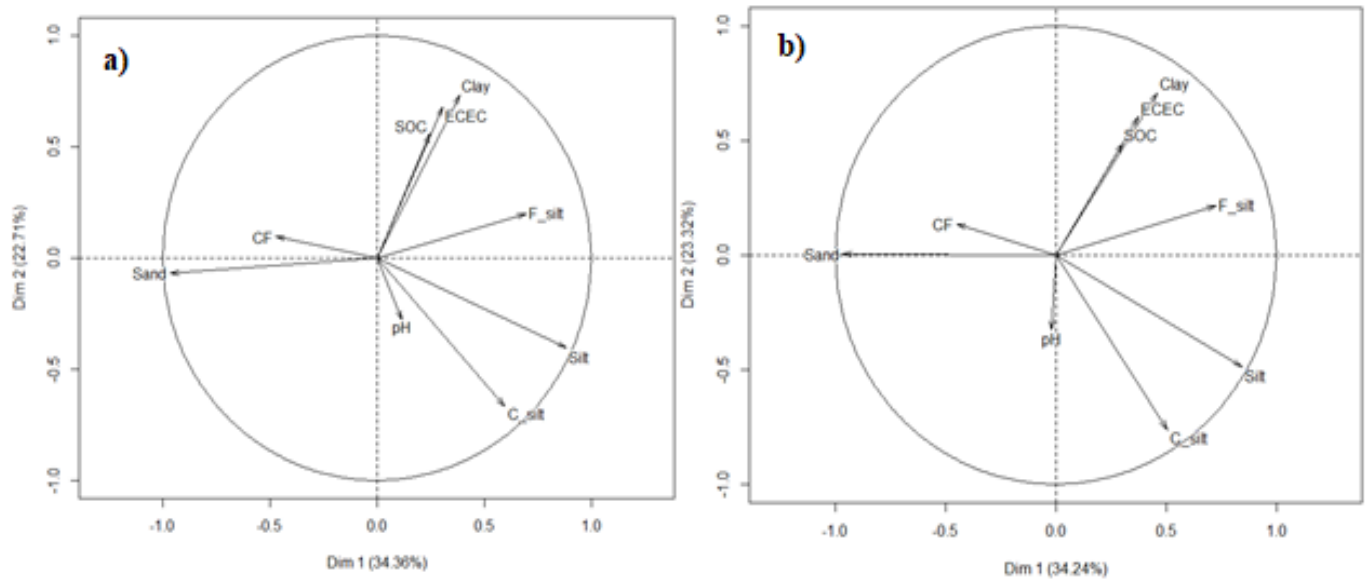 a)
1.0
0.5
0.0
-0.5
-1.0
Dim 2 (22.71%)
Clay
ECEC
SOC
F_silt
CF
Sand
pH
Silt
C_silt
-1.0 -0.5 0.0 0.5 1.0
Dim 1 (34.36%)
b)
1.0
0.5
0.0
-0.5
-1.0
Dim 2 (23.32%)
Clay
ECEC
SOC
F_silt
CF
Sand
pH
Silt
C_silt
-1.0 -0.5 0.0 0.5 1.0
Dim 1 (34.24%)